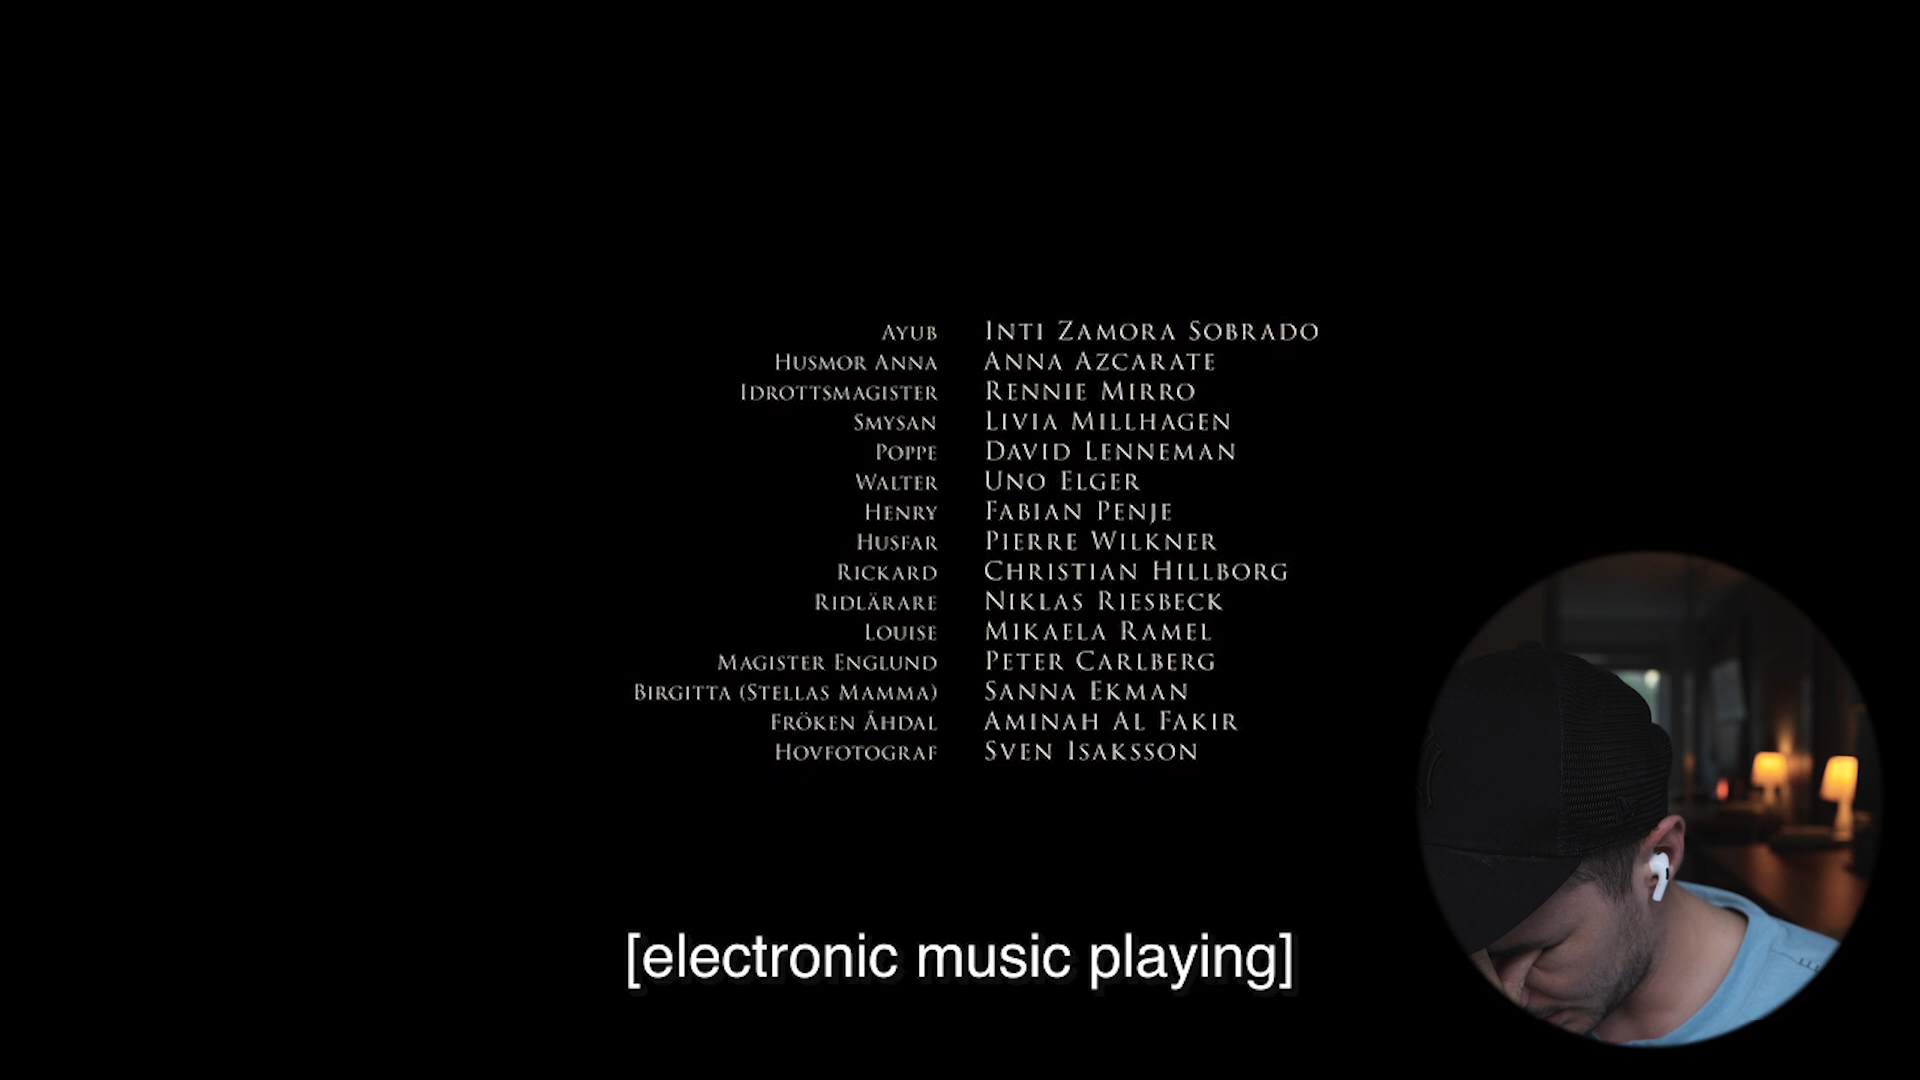 Ayub Inti Zamora Sobrado
Husmor Anna Anna Azcarate
Idrottsmagister Rennie Mirro
Smysan Livia Millhagen
Poppe David Lenneman
Walter Uno Elger
Henry Fabian Penje
Husfar Pierre Wilkner
Rickard Christian Hillborg
Ridlärare Niklas Riesbeck
Louise Mikaela Ramel
Magister Englund Peter Carlberg
Birgitta (Stellas Mamma) Sanna Ekman
Fröken Åhdal Aminah Al Fakir
Hovfotograf Sven Isaksson
[electronic music playing]